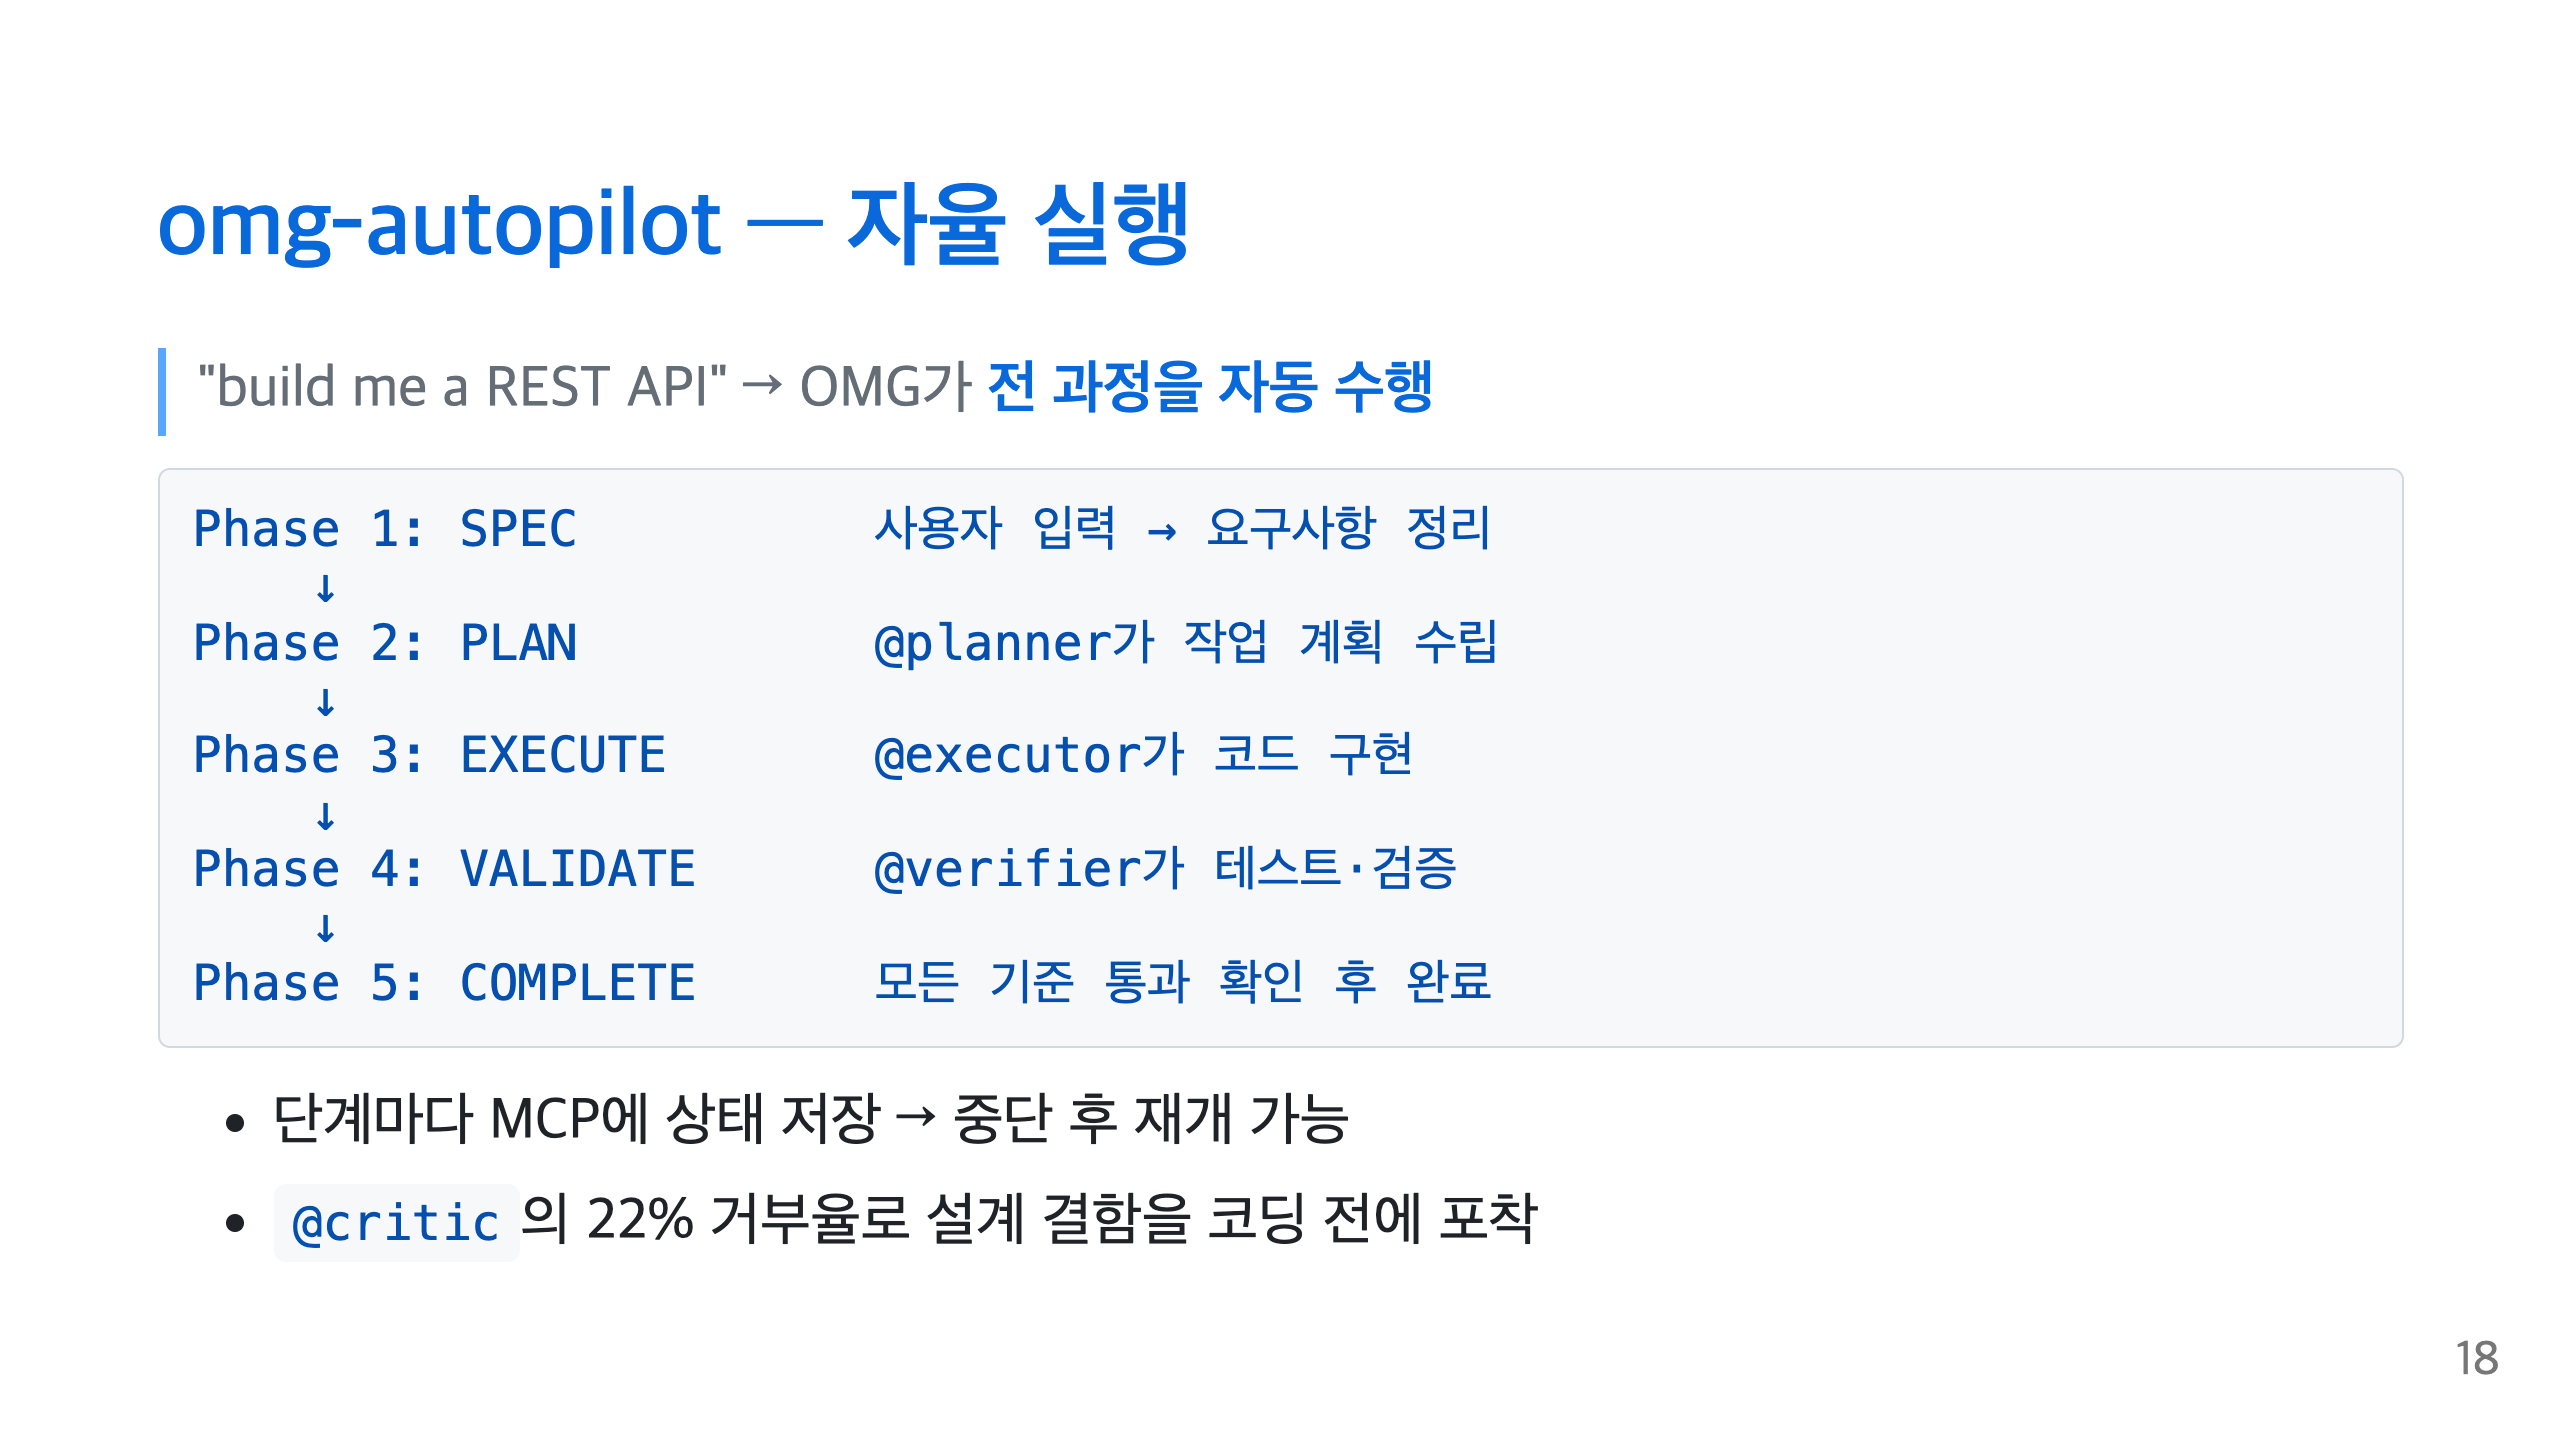 omg-autopilot — 자율 실행
"build me a REST API" → OMG가 전 과정을 자동 수행
Phase 1: SPEC 사용자 입력 → 요구사항 정리
↓
Phase 2: PLAN @planner가 작업 계획 수립
↓
Phase 3: EXECUTE @executor가 코드 구현
↓
Phase 4: VALIDATE @verifier가 테스트·검증
↓
Phase 5: COMPLETE 모든 기준 통과 확인 후 완료
• 단계마다 MCP에 상태 저장 → 중단 후 재개 가능
• @critic의 22% 거부율로 설계 결함을 코딩 전에 포착
18